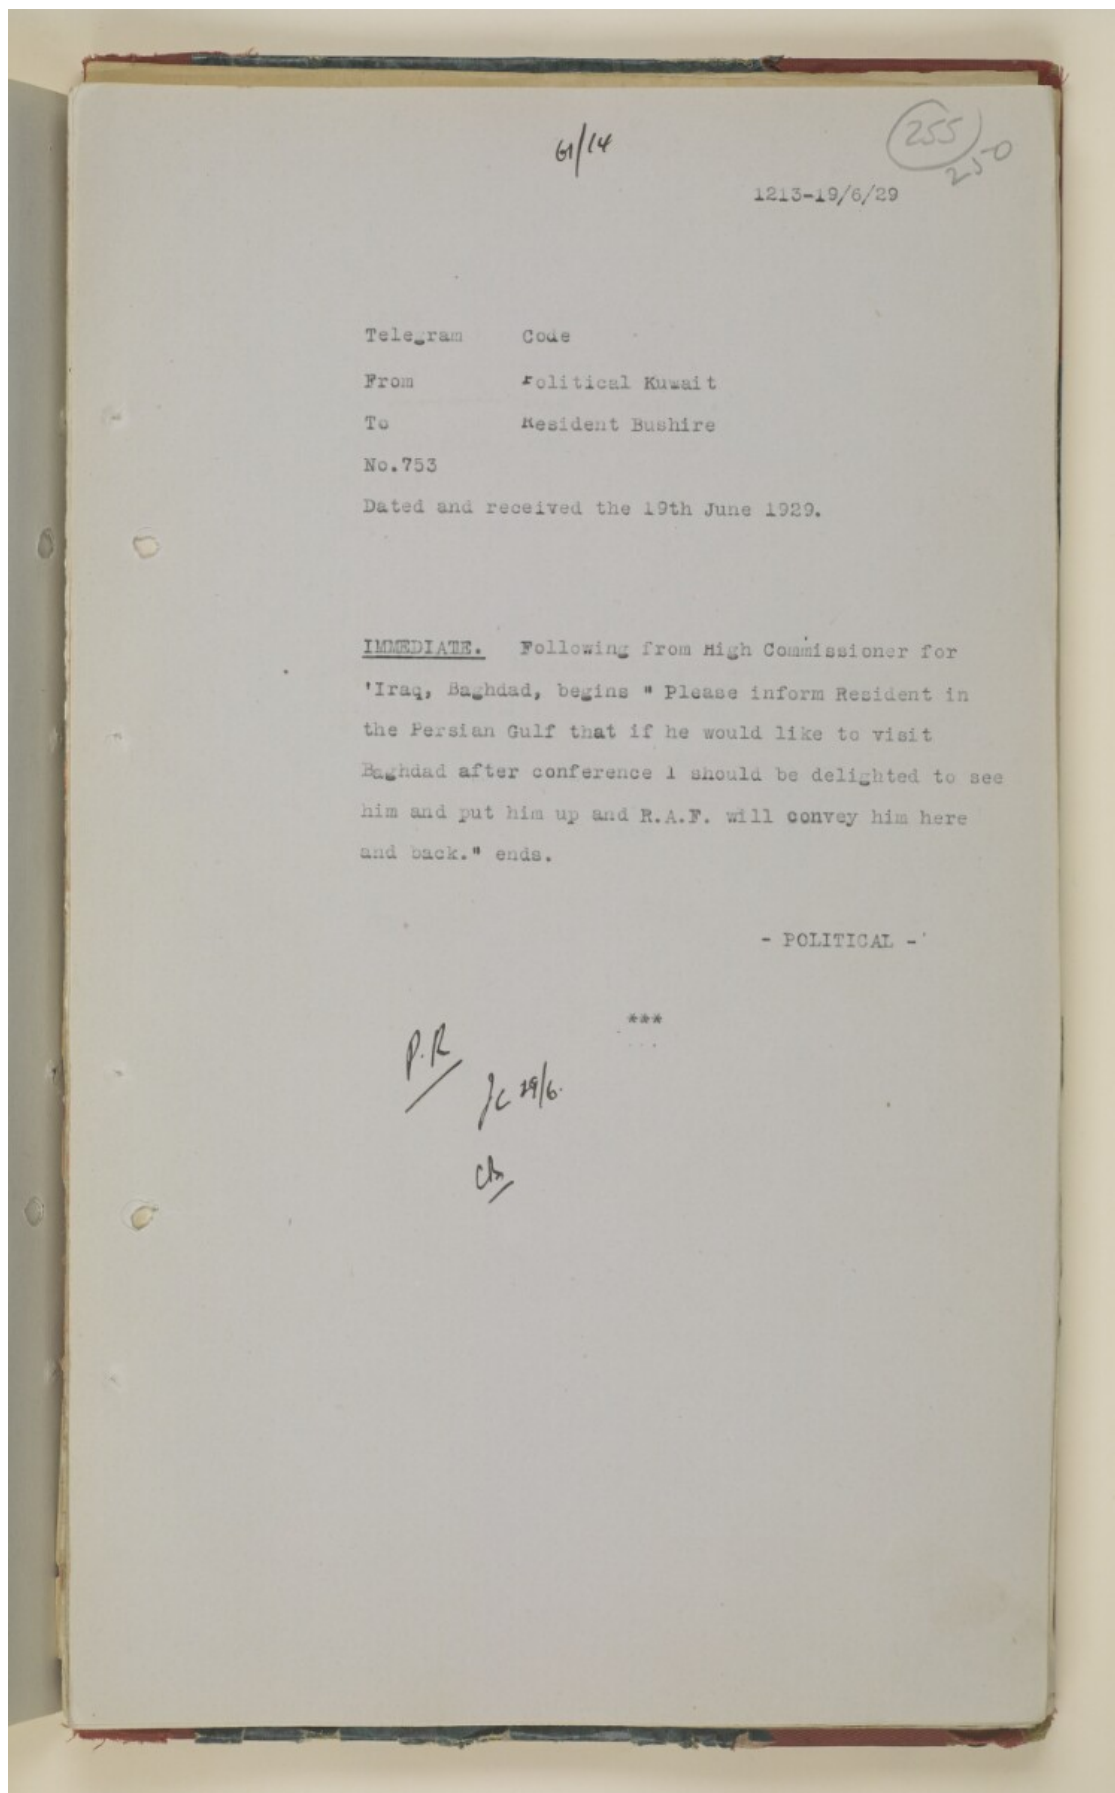 61/14
255
250
1213-19/6/29
Telegram Code
From Political Kuwait
To Resident Bushire
No.753
Dated and received the 19th June 1929.
IMMEDIATE. Following from High Commissioner for
'Iraq, Baghdad, begins " Please inform Resident in
the Persian Gulf that if he would like to visit
Baghdad after conference I should be delighted to see
him and put him up and R.A.F. will convey him here
and back." ends.
- POLITICAL -
***
P.R
19/6.